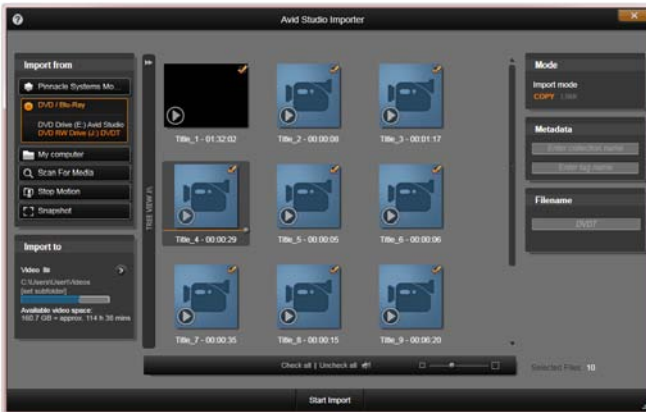 Avid Studio Importer
Import from
Pinnacle Systems Mo...
DVD / Blu-Ray
DVD Drive (E:) Avid Studio
DVD RW Drive (J:) DVDT
My computer
Scan For Media
Stop Motion
Snapshot
Import to
Video
C:\Users\User\Videos
[set subfolder]
Available video space:
160.7 GB = approx. 114 h 36 mins
TREE VIEW
Title_1 - 01:32:02
Title_2 - 00:00:08
Title_3 - 00:01:17
Title_4 - 00:00:29
Title_5 - 00:00:05
Title_6 - 00:00:06
Title_7 - 00:00:35
Title_8 - 00:00:15
Title_9 - 00:06:20
Check all | Uncheck all
Mode
Import mode
COPY Link
Metadata
Enter collection name
Enter tag name
Filename
DVDT
Selected Files 10
Start Import